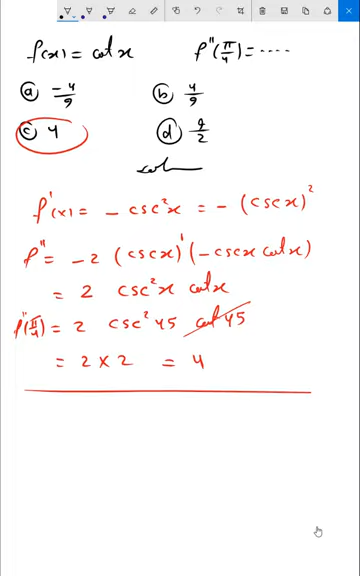 f(x) = cot x    f''(π/4) = ....
ⓐ -4/9    ⓑ 4/9
ⓒ 4    ⓓ 9/2
f'(x) = - csc²x = - (csc x)²
f'' = -2 (csc x)¹ (-csc x cot x)
= 2 csc²x cot x
f''(π/4) = 2 csc² 45 cot 45
= 2 × 2 = 4